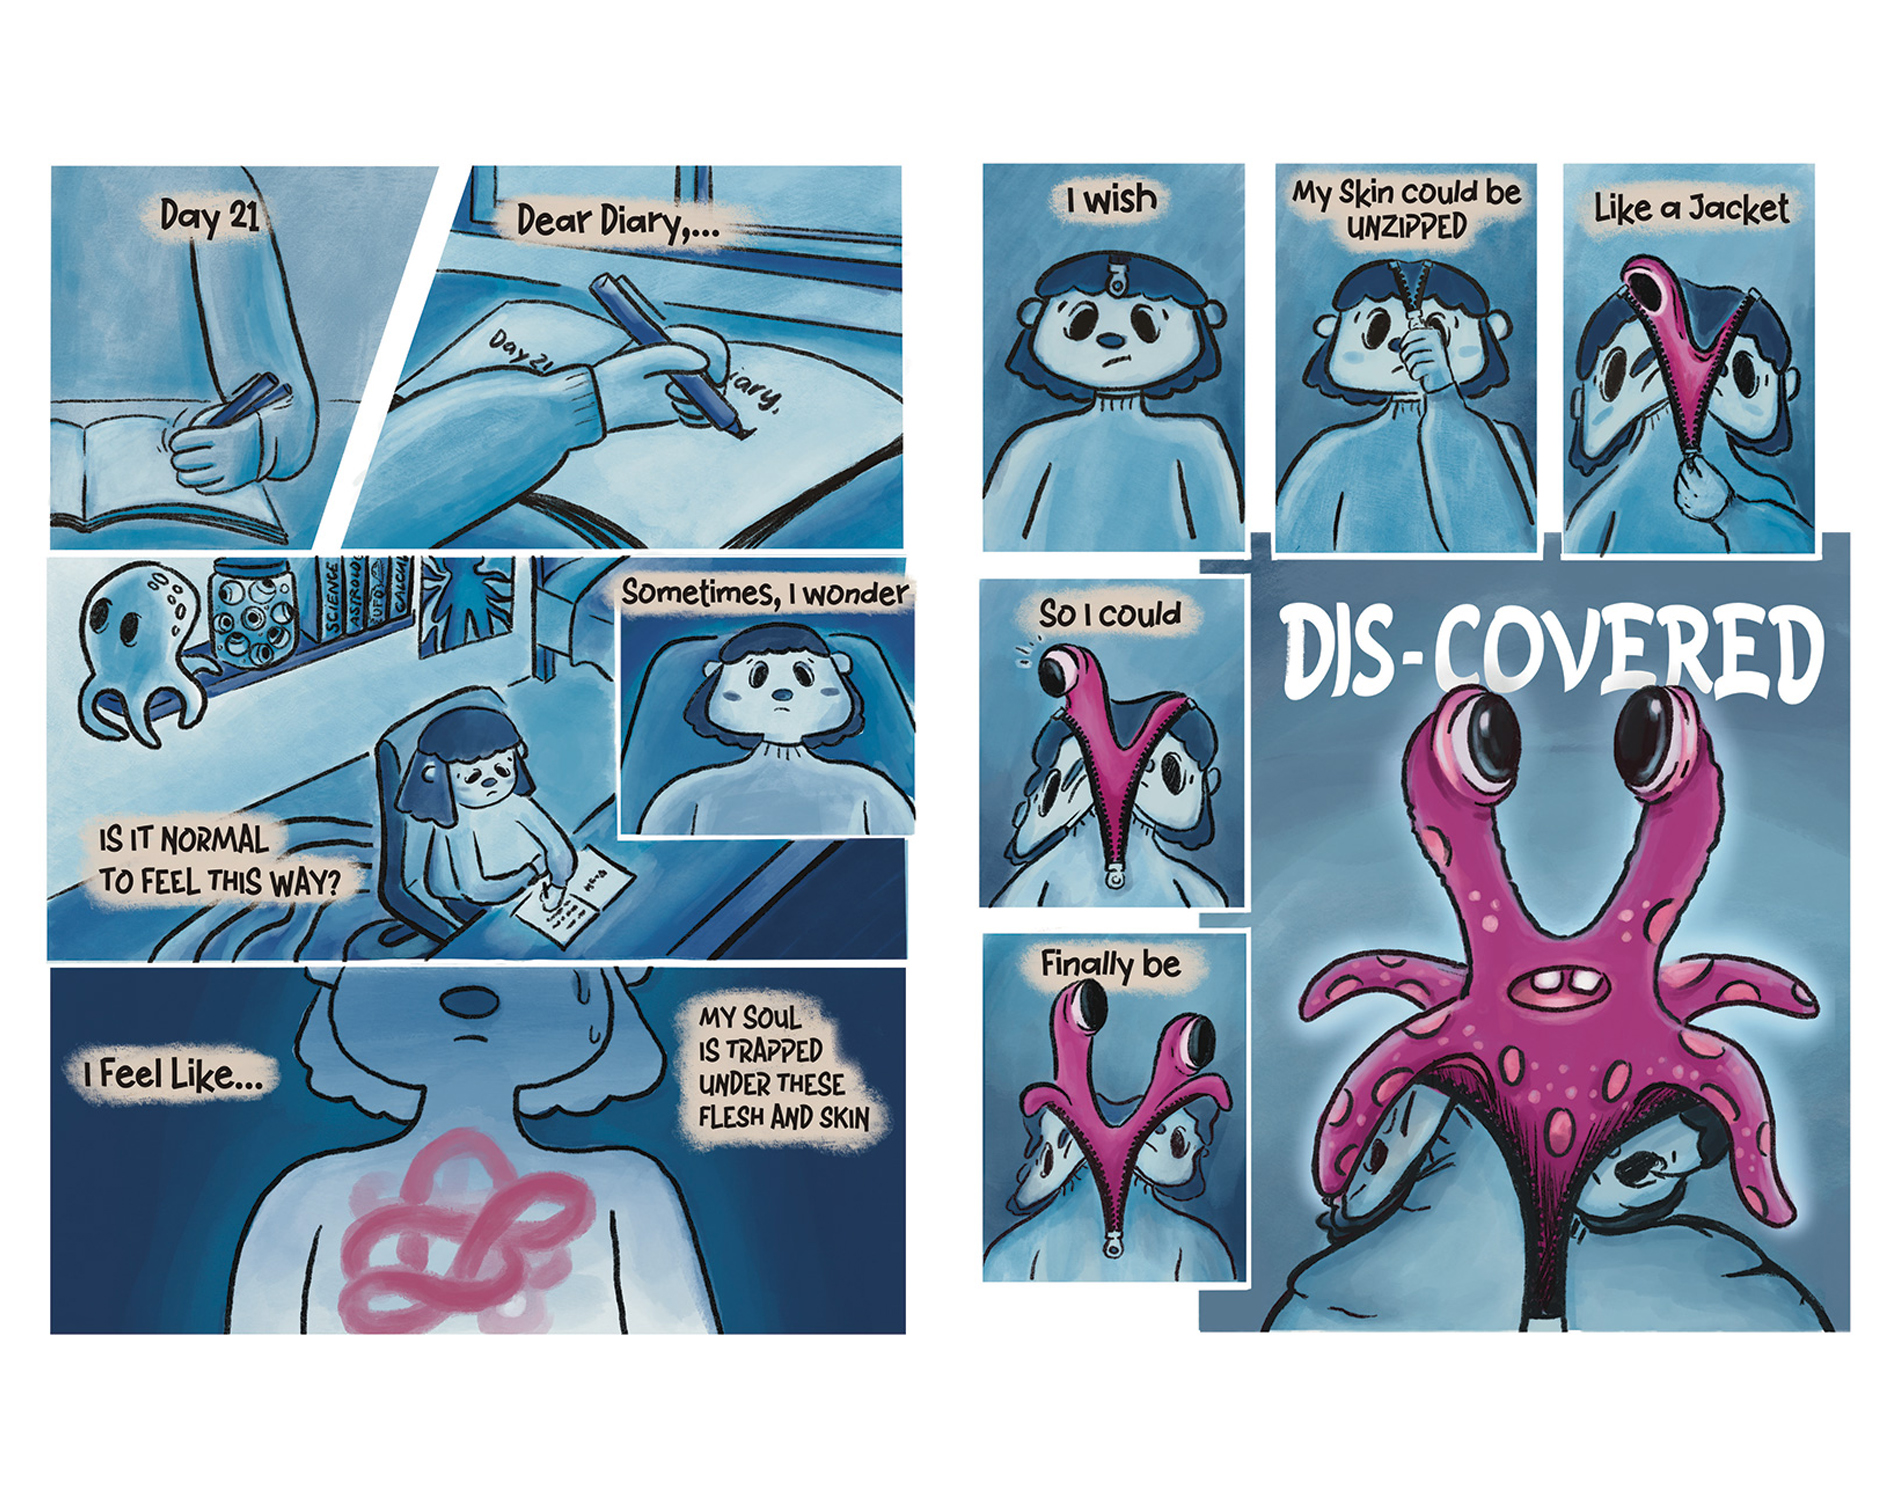 Day 21
Dear Diary,...
Day 21
iary,
Sometimes, I wonder
SCIENCE
IS IT NORMAL
TO FEEL THIS WAY?
I Feel Like...
MY SOUL
IS TRAPPED
UNDER THESE
FLESH AND SKIN
I wish
My Skin could be
UNZIPPED
Like a Jacket
So I could
Finally be
DIS-COVERED